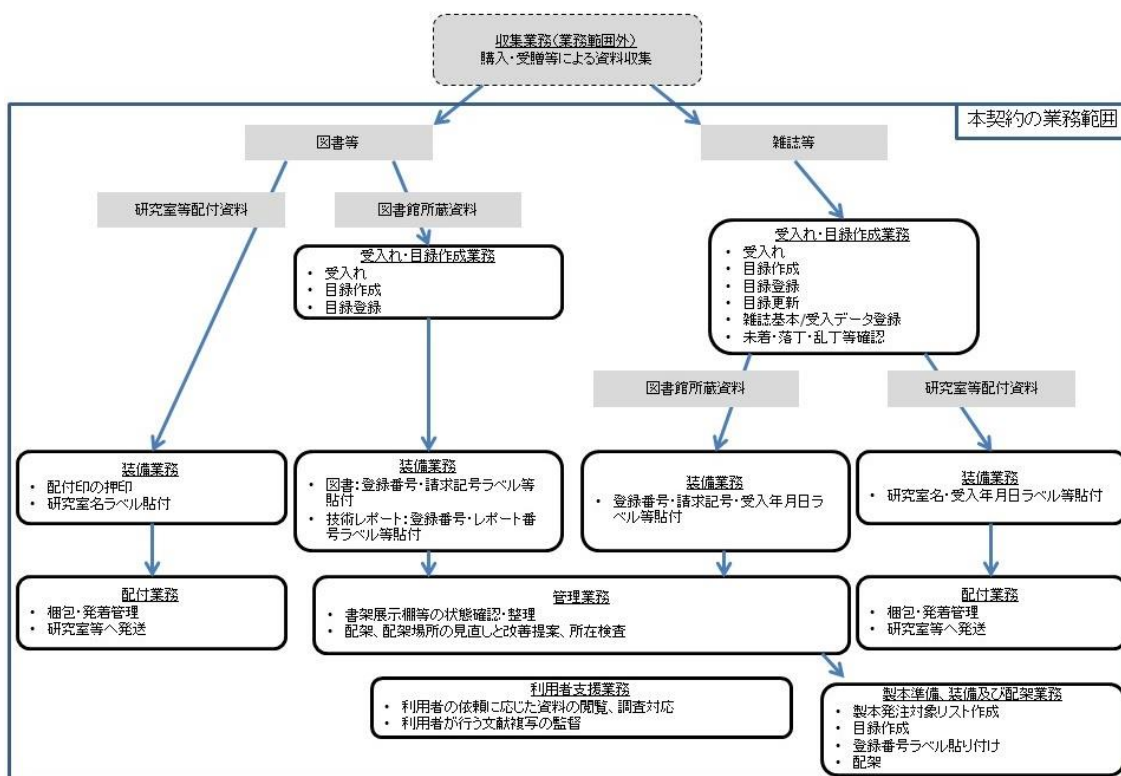 収集業務(業務範囲外)
購入・受贈等による資料収集
本契約の業務範囲
図書等
雑誌等
研究室等配付資料
図書館所蔵資料
受入れ・目録作成業務
・ 受入れ
・ 目録作成
・ 目録登録
受入れ・目録作成業務
・ 受入れ
・ 目録作成
・ 目録登録
・ 目録更新
・ 雑誌基本/受入データ登録
・ 未着・落丁・乱丁等確認
図書館所蔵資料
研究室等配付資料
装備業務
・ 配付印の押印
・ 研究室名ラベル貼付
装備業務
・ 図書:登録番号・請求記号ラベル等
貼付
・ 技術レポート:登録番号・レポート番
号ラベル等貼付
装備業務
・ 登録番号・請求記号・受入年月日ラ
ベル等貼付
装備業務
・ 研究室名・受入年月日ラベル等貼付
配付業務
・ 梱包・発着管理
・ 研究室等へ発送
管理業務
・ 書架展示棚等の状態確認・整理
・ 配架、配架場所の見直しと改善提案、所在検査
配付業務
・ 梱包・発着管理
・ 研究室等へ発送
利用者支援業務
・ 利用者の依頼に応じた資料の閲覧、調査対応
・ 利用者が行う文献複写の監督
製本準備、装備及び配架業務
・ 製本発注対象リスト作成
・ 目録作成
・ 登録番号ラベル貼り付け
・ 配架